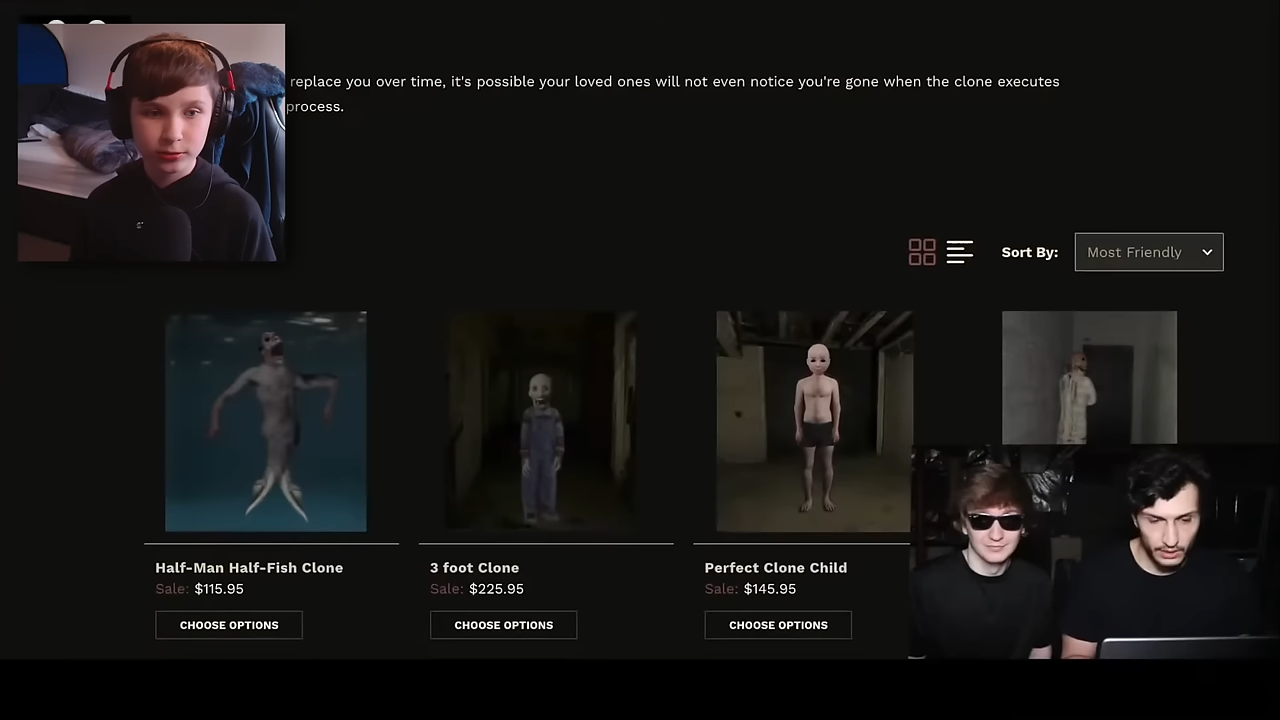 replace you over time, it's possible your loved ones will not even notice you're gone when the clone executes
process.
Sort By: Most Friendly
Half-Man Half-Fish Clone
Sale: $115.95
CHOOSE OPTIONS
3 foot Clone
Sale: $225.95
CHOOSE OPTIONS
Perfect Clone Child
Sale: $145.95
CHOOSE OPTIONS